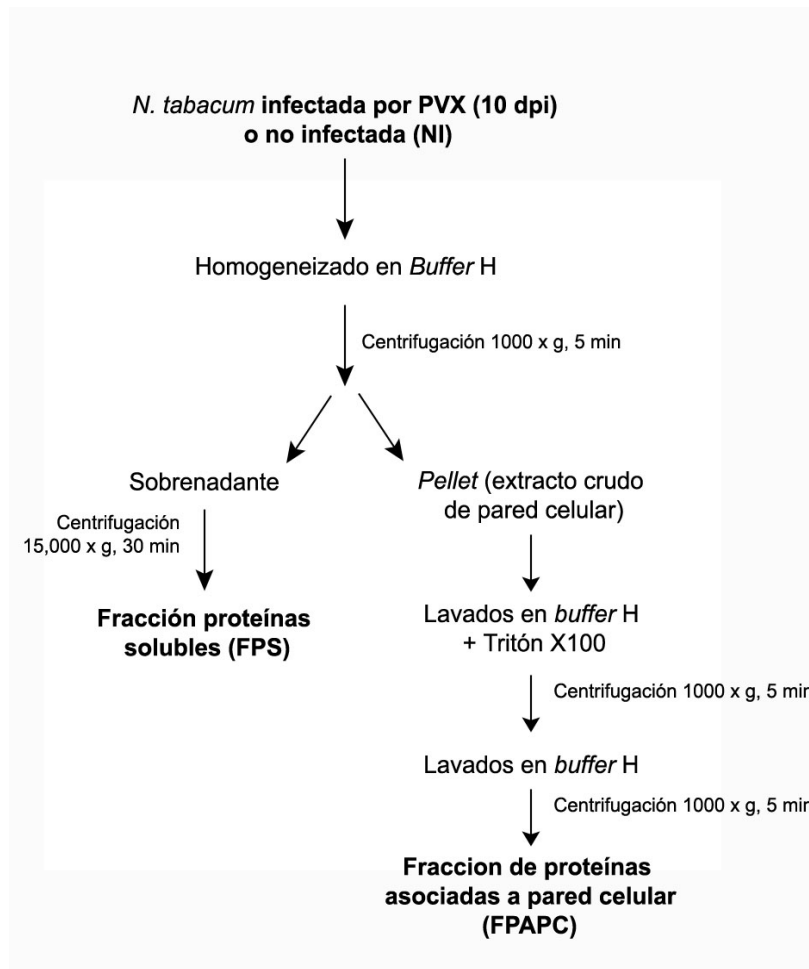 N. tabacum infectada por PVX (10 dpi)
o no infectada (NI)
Homogeneizado en Buffer H
Centrifugación 1000 x g, 5 min
Sobrenadante
Centrifugación
15,000 x g, 30 min
Fracción proteínas
solubles (FPS)
Pellet (extracto crudo
de pared celular)
Lavados en buffer H
+ Tritón X100
Centrifugación 1000 x g, 5 min
Lavados en buffer H
Centrifugación 1000 x g, 5 min
Fraccion de proteínas
asociadas a pared celular
(FPAPC)